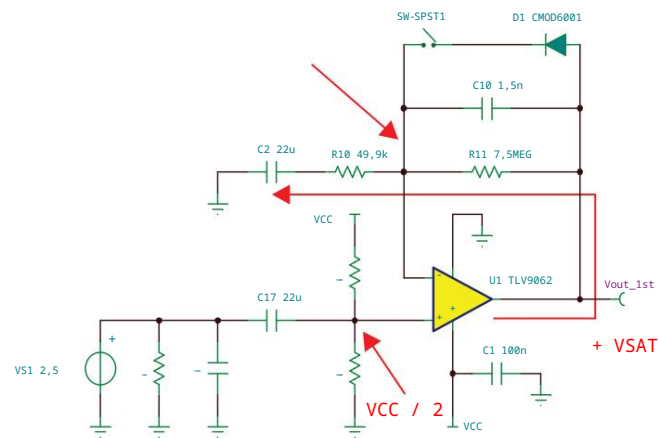 SW-SPST1
D1 CMOD6001
C10 1,5n
C2 22u
R10 49,9k
R11 7,5MEG
VCC
U1 TLV9062
Vout_1st
C17 22u
+ VSAT
VS1 2,5
C1 100n
VCC / 2
VCC